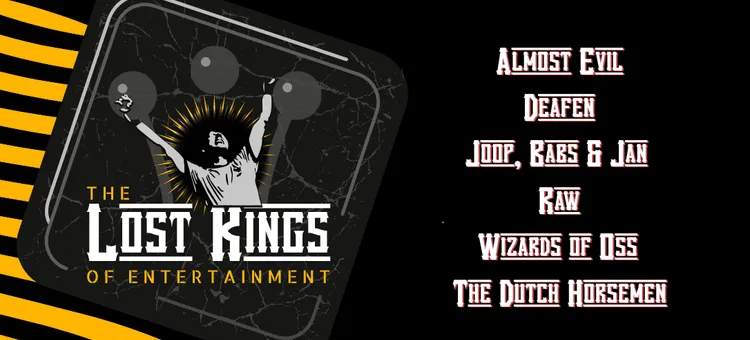 THE
LOST KINGS
OF ENTERTAINMENT
ALMOST EVIL
DEAFEN
JOOP, BABS & JAN
RAW
WIZARDS OF OSS
THE DUTCH HORSEMEN